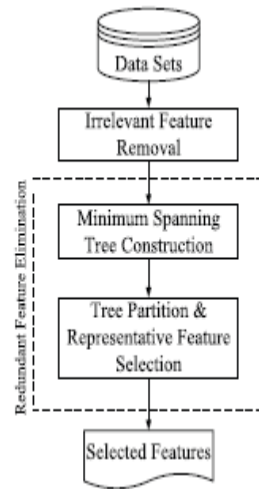 Data Sets
Irrelevant Feature
Removal
Redundant Feature Elimination
Minimum Spanning
Tree Construction
Tree Partition &
Representative Feature
Selection
Selected Features